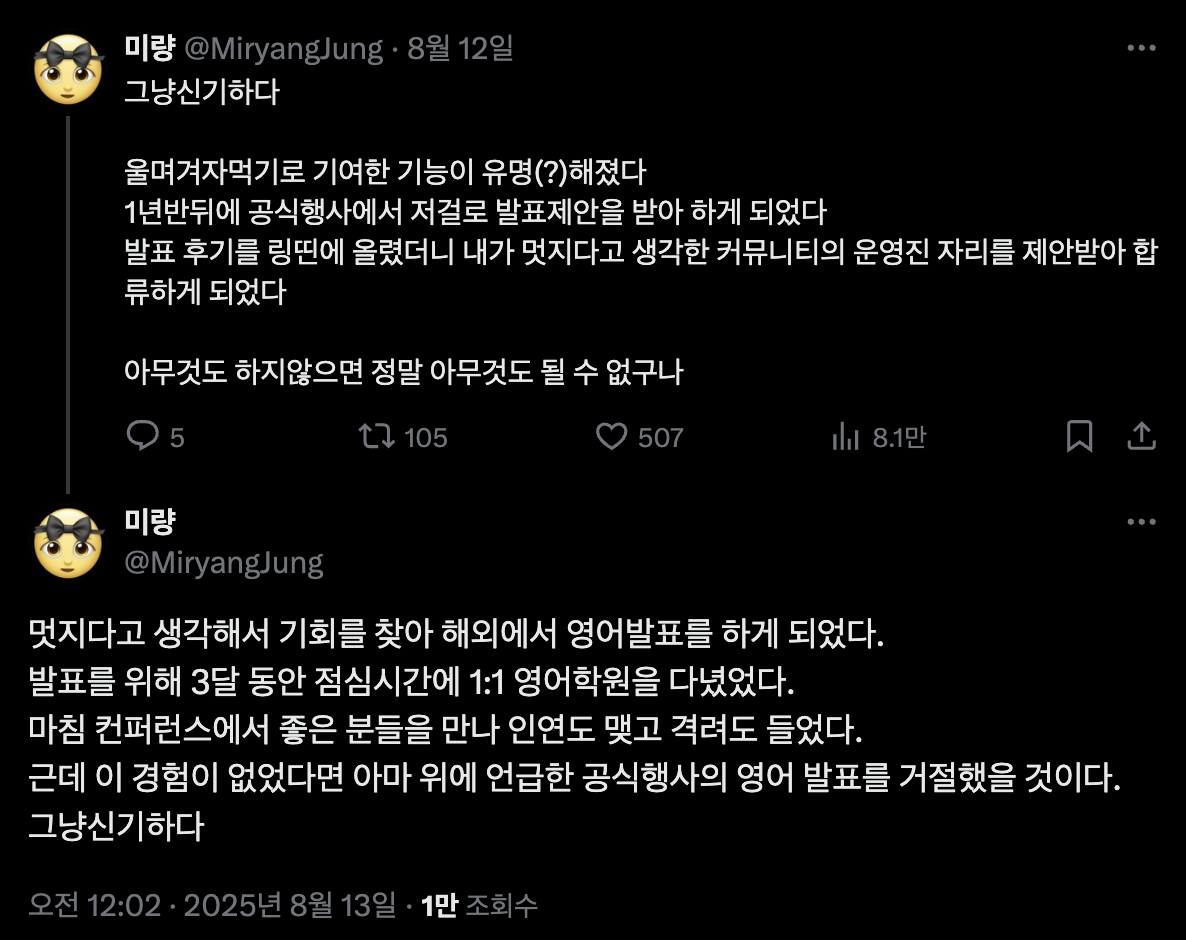 미량 @MiryangJung · 8월 12일
그냥신기하다
울며겨자먹기로 기여한 기능이 유명(?)해졌다
1년반뒤에 공식행사에서 저걸로 발표제안을 받아 하게 되었다
발표 후기를 링띤에 올렸더니 내가 멋지다고 생각한 커뮤니티의 운영진 자리를 제안받아 합
류하게 되었다
아무것도 하지않으면 정말 아무것도 될 수 없구나
5 105 507 8.1만
미량
@MiryangJung
멋지다고 생각해서 기회를 찾아 해외에서 영어발표를 하게 되었다.
발표를 위해 3달 동안 점심시간에 1:1 영어학원을 다녔었다.
마침 컨퍼런스에서 좋은 분들을 만나 인연도 맺고 격려도 들었다.
근데 이 경험이 없었다면 아마 위에 언급한 공식행사의 영어 발표를 거절했을 것이다.
그냥신기하다
오전 12:02 · 2025년 8월 13일 · 1만 조회수